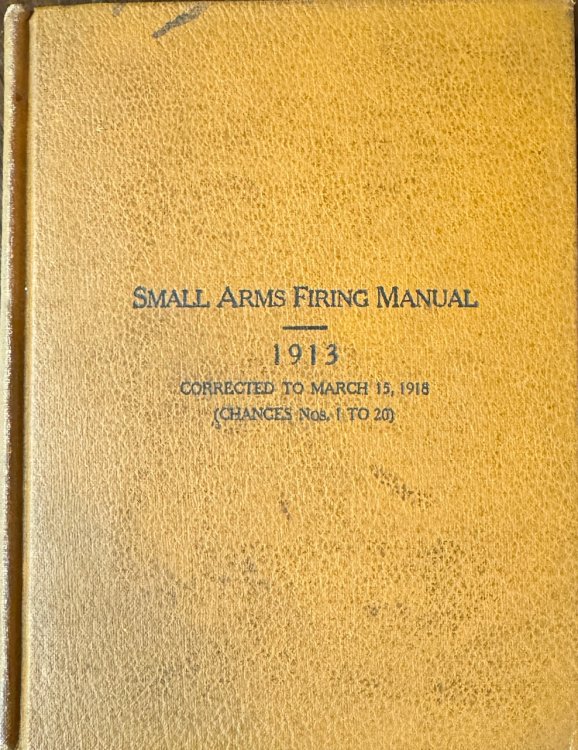 SMALL ARMS FIRING MANUAL
1913
CORRECTED TO MARCH 15, 1918
(CHANGES Nos. 1 TO 20)